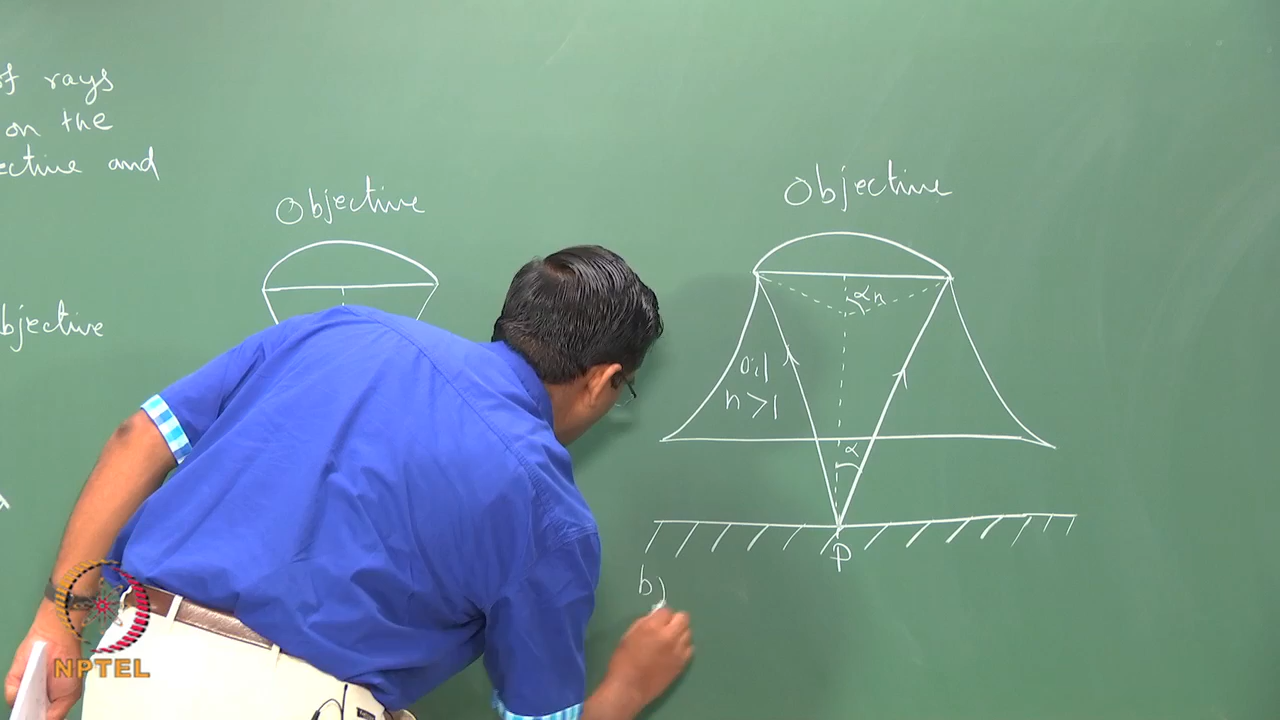 of rays
on the
ective and
bjective
Objective
Objective
αn
Oil
n > 1
α
P
b)
NPTEL